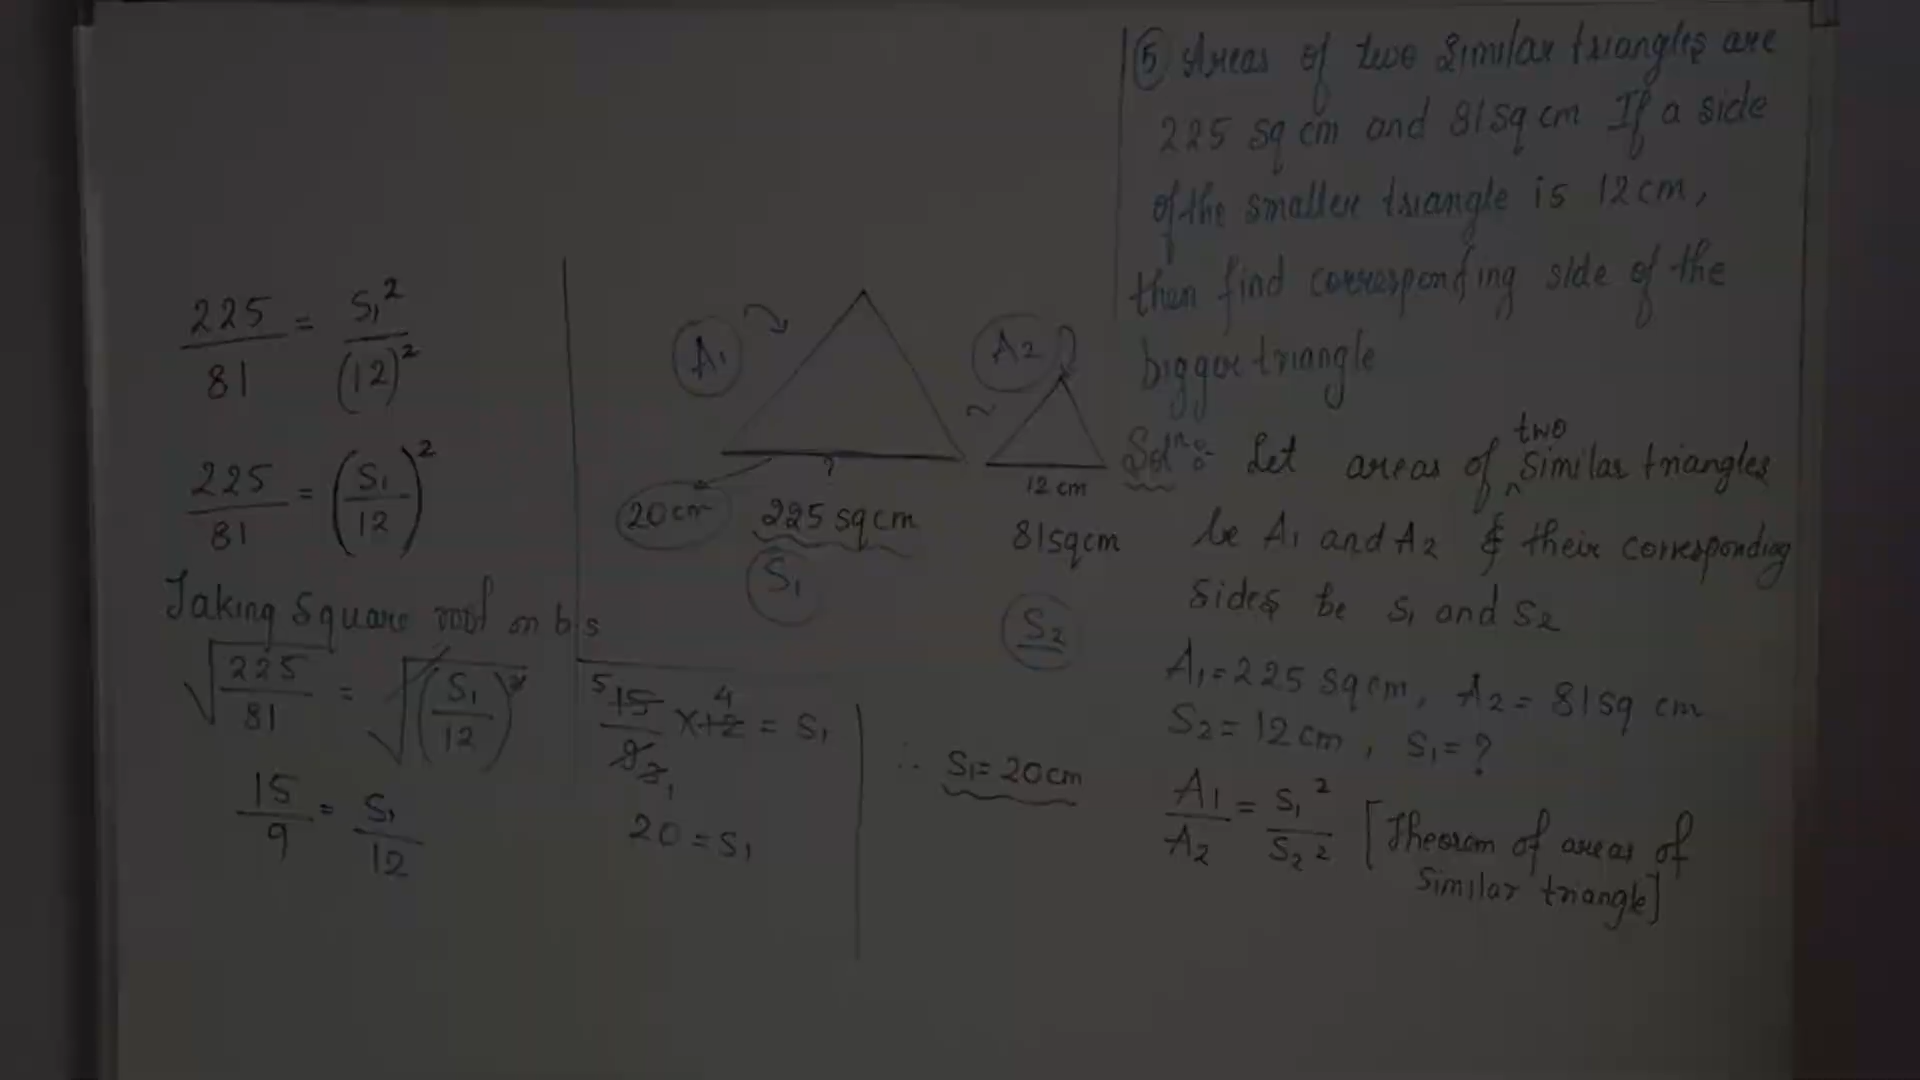 5 Areas of two similar triangles are
225 sq cm and 81 sq cm If a side
of the smaller triangle is 12 cm,
then find corresponding side of the
bigger triangle
Solⁿ:- Let areas of two similar triangles
be A₁ and A₂ & their corresponding
sides be S₁ and S₂
A₁ = 225 sq cm, A₂ = 81 sq cm
S₂ = 12 cm, S₁ = ?
A₁/A₂ = S₁²/S₂² [Theorem of areas of
similar triangle]
A₁
A₂
~
?
12 cm
20 cm
225 sq cm
81 sq cm
S₁
S₂
225/81 = S₁²/(12)²
225/81 = (S₁/12)²
Taking Square root on b s
√(225/81) = √(S₁/12)²
15/9 = S₁/12
5 15/9 3 1 × 12 4 = S₁
20 = S₁
∴ S₁ = 20 cm